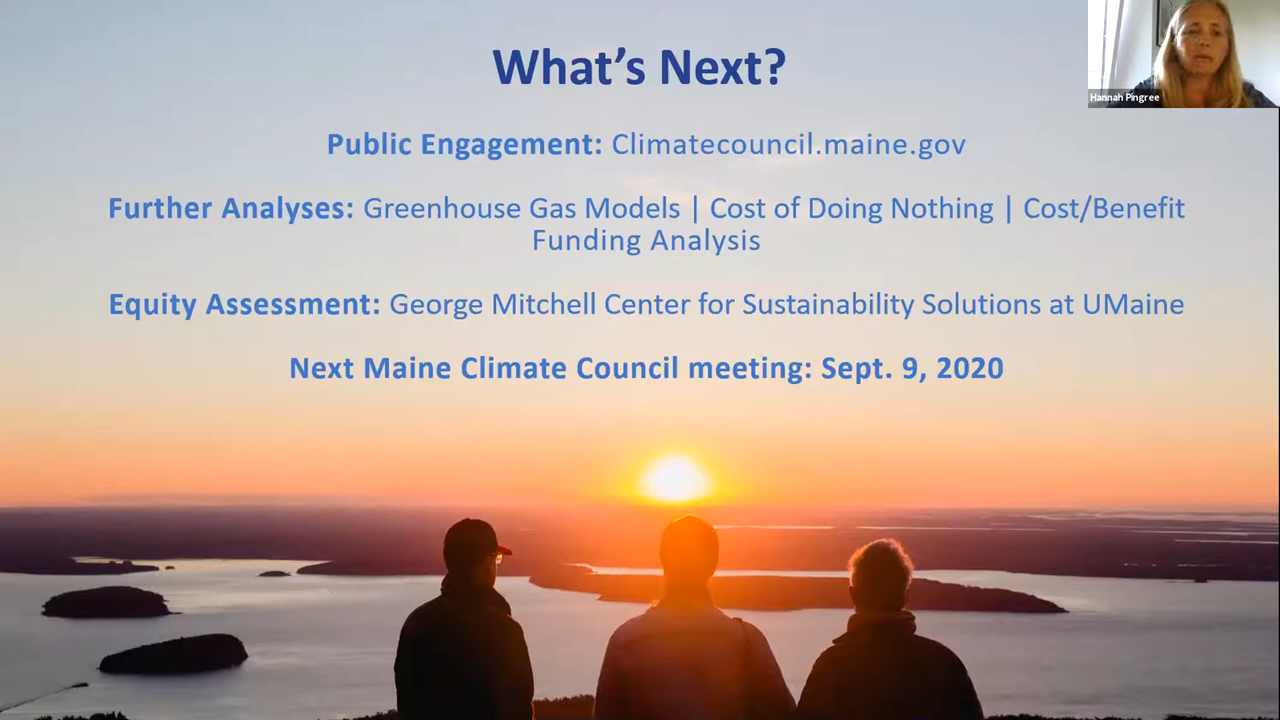 What's Next?
Hannah Pingree
Public Engagement: Climatecouncil.maine.gov
Further Analyses: Greenhouse Gas Models | Cost of Doing Nothing | Cost/Benefit
Funding Analysis
Equity Assessment: George Mitchell Center for Sustainability Solutions at UMaine
Next Maine Climate Council meeting: Sept. 9, 2020